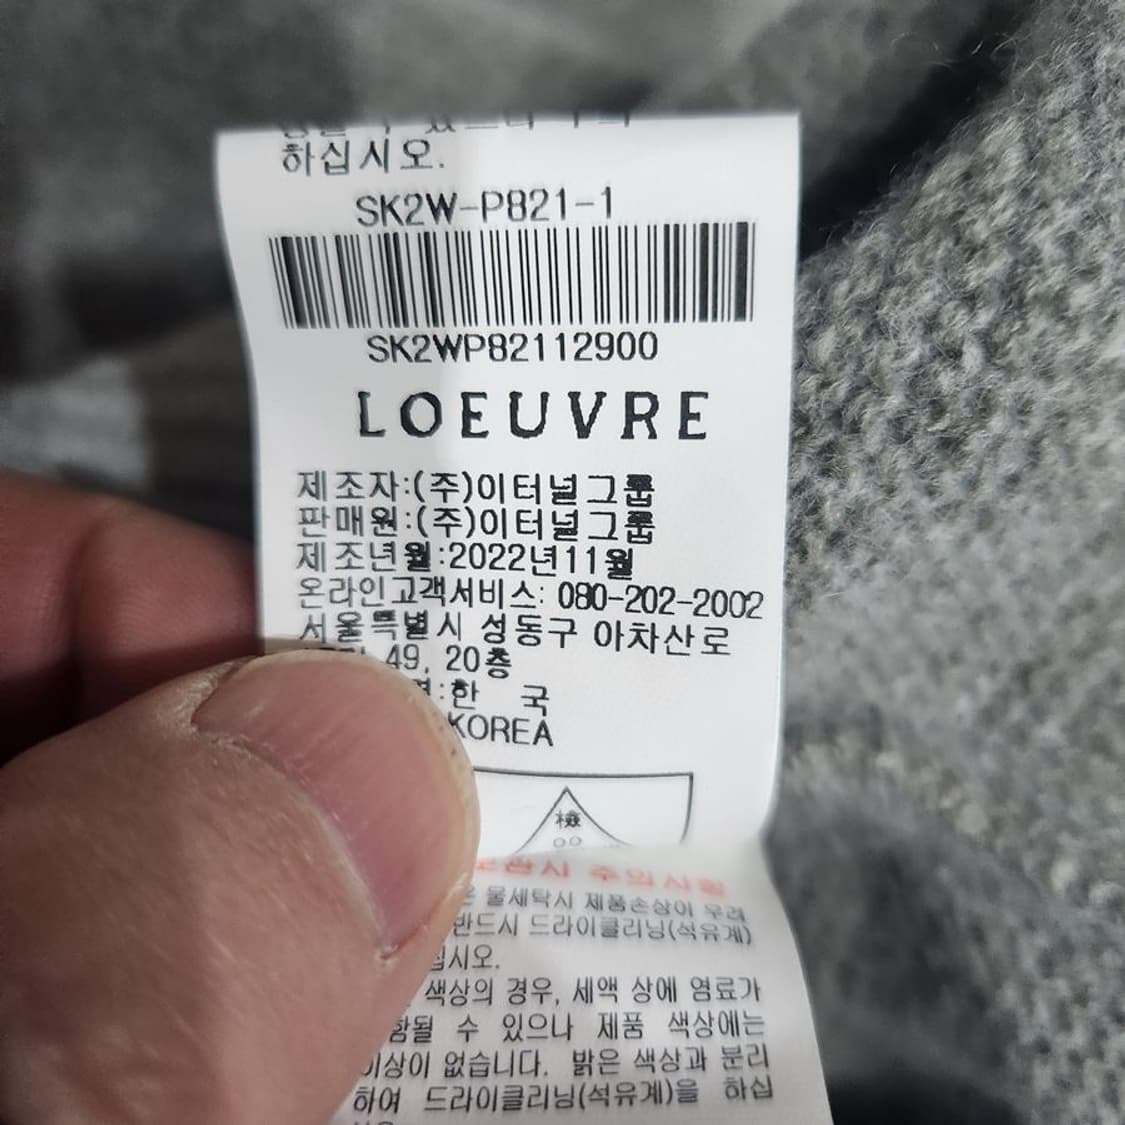 하십시오.
SK2W-P821-1
SK2WP82112900
LOEUVRE
제조자:(주)이터널그룹
판매원:(주)이터널그룹
제조년월:2022년11월
온라인고객서비스: 080-202-2002
서울특별시 성동구 아차산로
49, 20층
:한 국
KOREA
檢
주의사항
물세탁시 제품손상이 우려
반드시 드라이클리닝(석유계)
십시오.
색상의 경우, 세액 상에 염료가
함될 수 있으나 제품 색상에는
이상이 없습니다. 밝은 색상과 분리
하여 드라이클리닝(석유계)을 하십